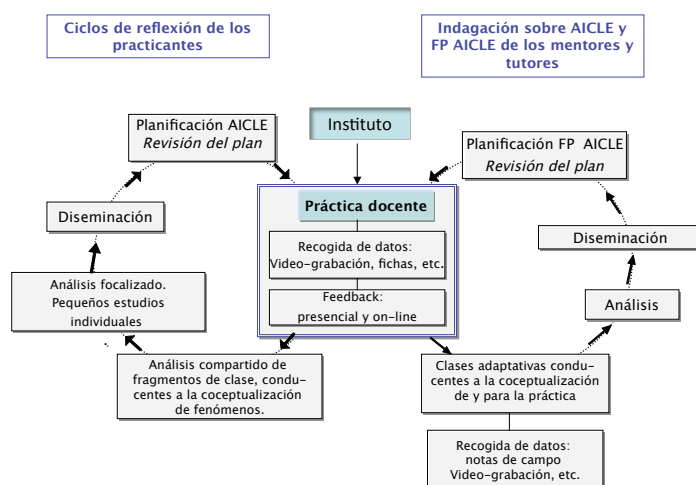 Ciclos de reflexión de los
practicantes
Indagación sobre AICLE y
FP AICLE de los mentores y
tutores
Instituto
Planificación AICLE
Revisión del plan
Planificación FP AICLE
Revisión del plan
Práctica docente
Diseminación
Recogida de datos:
Video-grabación, fichas, etc.
Diseminación
Análisis focalizado.
Pequeños estudios
individuales
Feedback:
presencial y on-line
Análisis
Análisis compartido de
fragmentos de clase, condu-
centes a la coceptualización
de fenómenos.
Clases adaptativas condu-
centes a la coceptualización
de y para la práctica
Recogida de datos:
notas de campo
Video-grabación, etc.